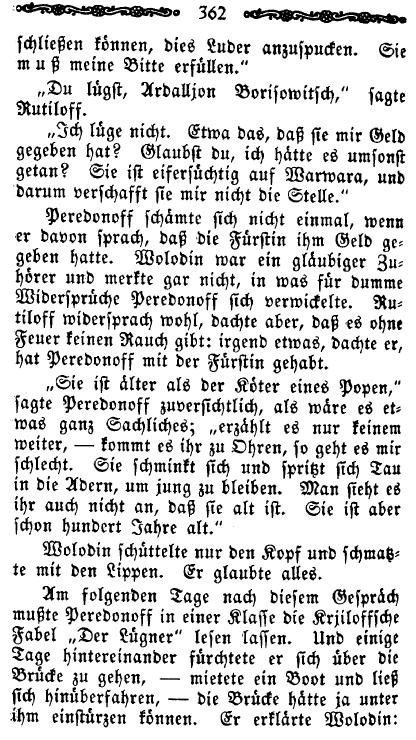 362
schließen können, dies Luder anzuspucken. Sie
muß meine Bitte erfüllen.“
„Du lügst, Ardalljon Borisowitsch,“ sagte
Rutiloff.
„Ich lüge nicht. Etwa das, daß sie mir Geld
gegeben hat? Glaubst du, ich hätte es umsonst
getan? Sie ist eifersüchtig auf Warwara, und
darum verschafft sie mir nicht die Stelle.“
Peredonoff schämte sich nicht einmal, wenn
er davon sprach, daß die Fürstin ihm Geld ge-
geben hatte. Wolodin war ein gläubiger Zu-
hörer und merkte gar nicht, in was für dumme
Widersprüche Peredonoff sich verwickelte. Ru-
tiloff widersprach wohl, dachte aber, daß es ohne
Feuer keinen Rauch gibt: irgend etwas, dachte er,
hat Peredonoff mit der Fürstin gehabt.
„Sie ist älter als der Köter eines Popen,“
sagte Peredonoff zuversichtlich, als wäre es et-
was ganz Sachliches; „erzählt es nur keinem
weiter, — kommt es ihr zu Ohren, so geht es mir
schlecht. Sie schminkt sich und spritzt sich Tau
in die Adern, um jung zu bleiben. Man sieht es
ihr auch nicht an, daß sie alt ist. Sie ist aber
schon hundert Jahre alt.“
Wolodin schüttelte nur den Kopf und schmatz-
te mit den Lippen. Er glaubte alles.
Am folgenden Tage nach diesem Gespräch
mußte Peredonoff in einer Klasse die Krjiloffsche
Fabel „Der Lügner“ lesen lassen. Und einige
Tage hintereinander fürchtete er sich über die
Brücke zu gehen, — mietete ein Boot und ließ
sich hinüberfahren, — die Brücke hätte ja unter
ihm einstürzen können. Er erklärte Wolodin: